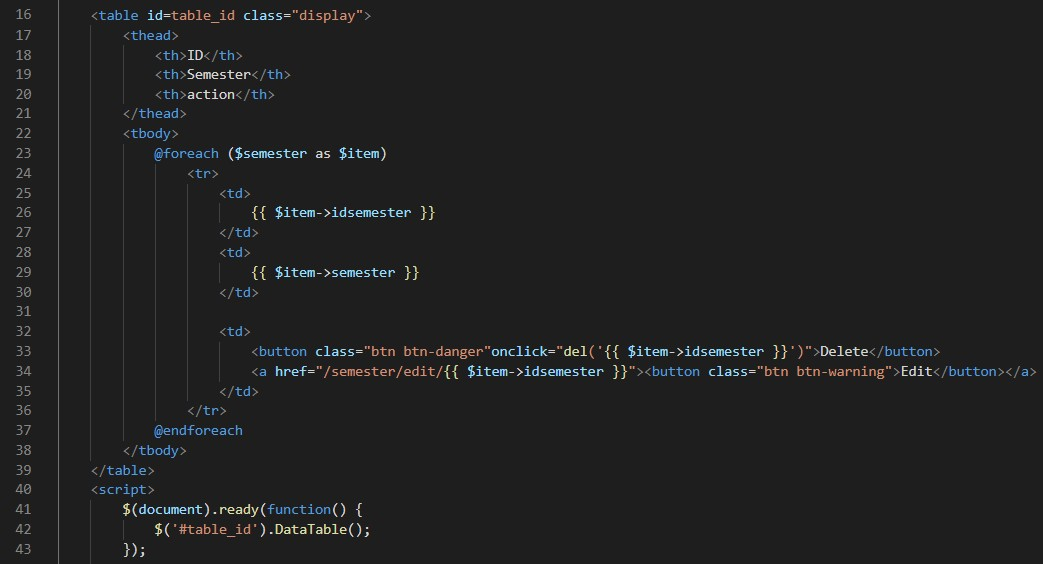 16 <table id=table_id class="display">
17 <thead>
18 <th>ID</th>
19 <th>Semester</th>
20 <th>action</th>
21 </thead>
22 <tbody>
23 @foreach ($semester as $item)
24 <tr>
25 <td>
26 {{ $item->idsemester }}
27 </td>
28 <td>
29 {{ $item->semester }}
30 </td>
31
32 <td>
33 <button class="btn btn-danger"onclick="del('{{ $item->idsemester }}')">Delete</button>
34 <a href="/semester/edit/{{ $item->idsemester }}"><button class="btn btn-warning">Edit</button></a>
35 </td>
36 </tr>
37 @endforeach
38 </tbody>
39 </table>
40 <script>
41 $(document).ready(function() {
42 $('#table_id').DataTable();
43 });